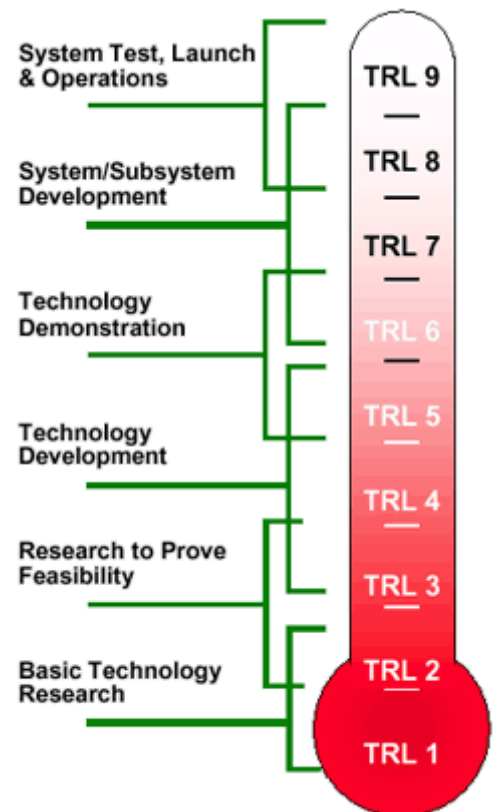 System Test, Launch
& Operations
System/Subsystem
Development
Technology
Demonstration
Technology
Development
Research to Prove
Feasibility
Basic Technology
Research
TRL 9
TRL 8
TRL 7
TRL 6
TRL 5
TRL 4
TRL 3
TRL 2
TRL 1